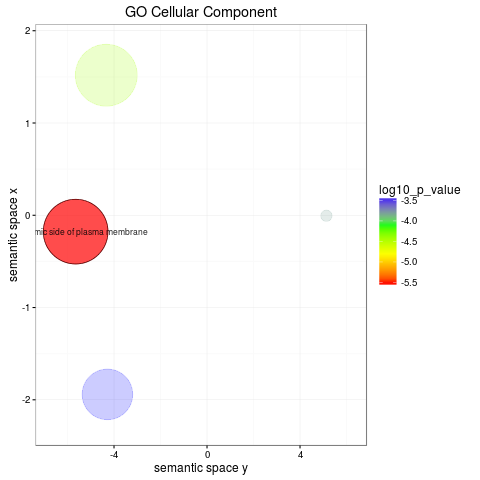 GO Cellular Component
2
1
0
-1
-2
semantic space x
mic side of plasma membrane
-4
0
4
semantic space y
log10_p_value
-3.5
-4.0
-4.5
-5.0
-5.5